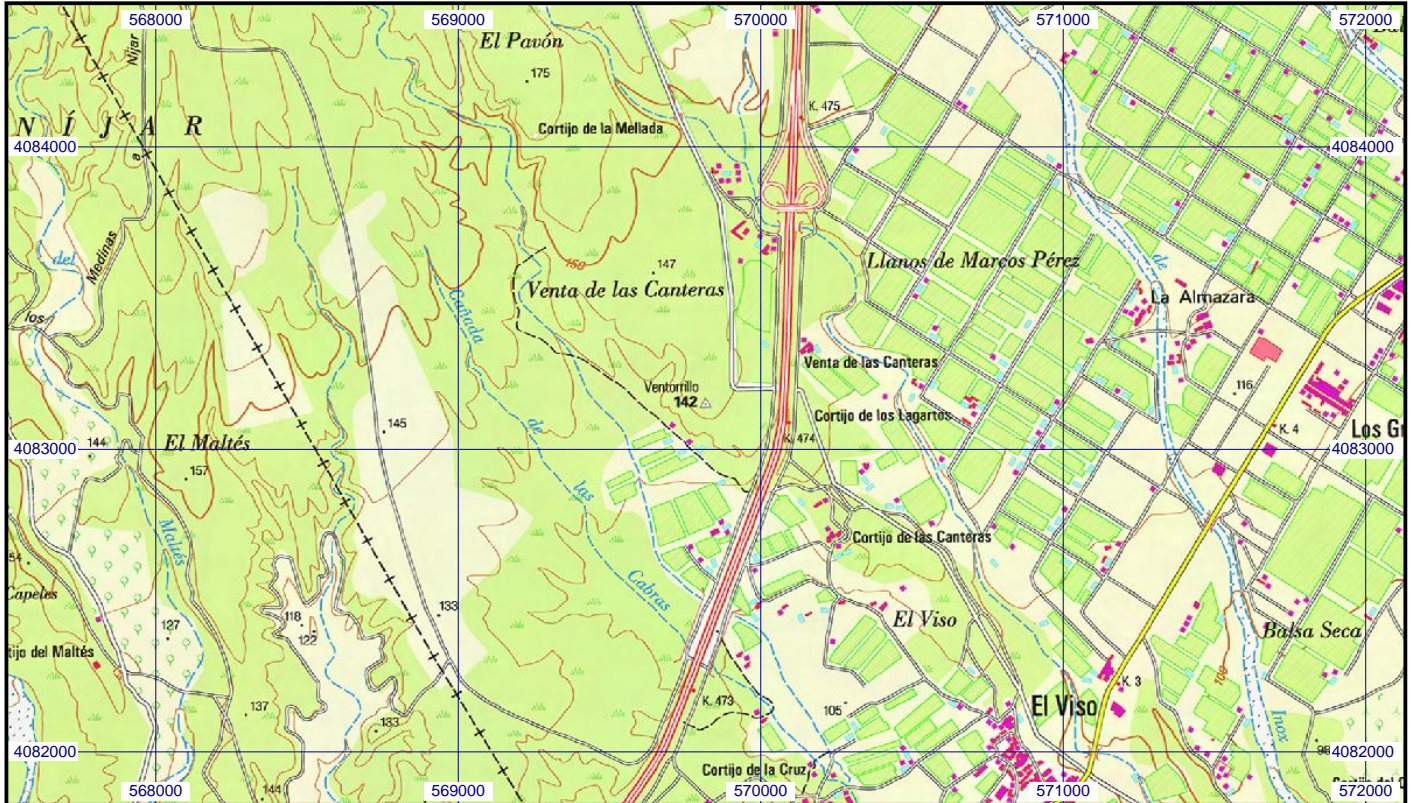 568000
569000
570000
571000
572000
Níjar
El Pavón
175
K. 475
NÍJAR
Cortijo de la Mellada
4084000
4084000
Medinas
del
de
Llanos de Marcos Pérez
150
147
Venta de las Canteras
La Almazara
Cañada
los
Venta de las Canteras
Ventorrillo
142
116
Cortijo de los Lagartos
145
de
K. 474
K. 4
Los G
144
El Maltés
4083000
4083000
157
las
Maltés
Cortijo de las Canteras
54
Capeles
Cabras
133
118
122
127
El Viso
Balsa Seca
tijo del Maltés
100
K. 3
K. 473
137
133
105
El Viso
Inox
98
4082000
4082000
Cortijo de la Cruz
144
568000
569000
570000
571000
572000